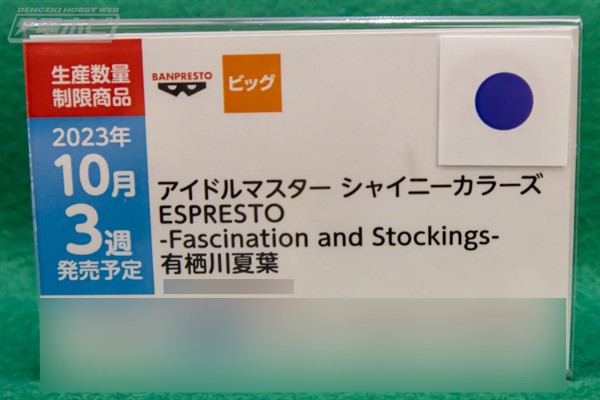 DENGEKI HOBBY WEB
生産数量
制限商品
BANPRESTO
ビッグ
2023年
10月
3週
発売予定
アイドルマスター シャイニーカラーズ
ESPRESTO
-Fascination and Stockings-
有栖川夏葉